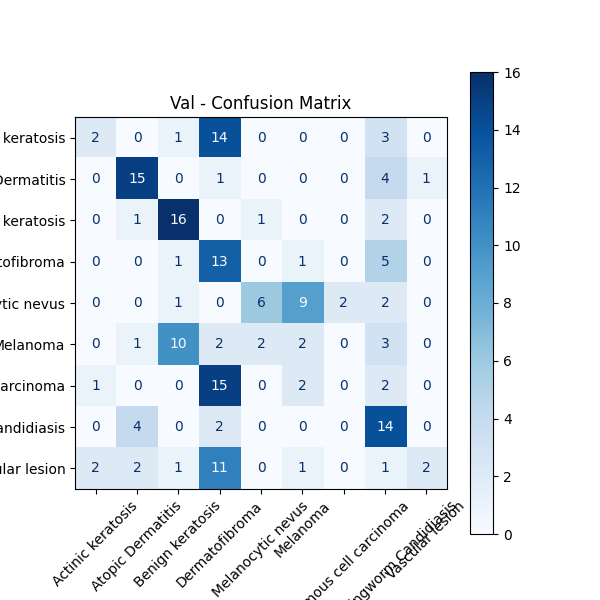 Val - Confusion Matrix
keratosis 2 0 1 14 0 0 0 3 0
Dermatitis 0 15 0 1 0 0 0 4 1
keratosis 0 1 16 0 1 0 0 2 0
tofibroma 0 0 1 13 0 1 0 5 0
tic nevus 0 0 1 0 6 9 2 2 0
Melanoma 0 1 10 2 2 2 0 3 0
arcinoma 1 0 0 15 0 2 0 2 0
andidiasis 0 4 0 2 0 0 0 14 0
ular lesion 2 2 1 11 0 1 0 1 2
Actinic keratosis
Atopic Dermatitis
Benign keratosis
Dermatofibroma
Melanocytic nevus
Melanoma
mous cell carcinoma
ngworm Candidiasis
Vascular lesion
16
14
12
10
8
6
4
2
0